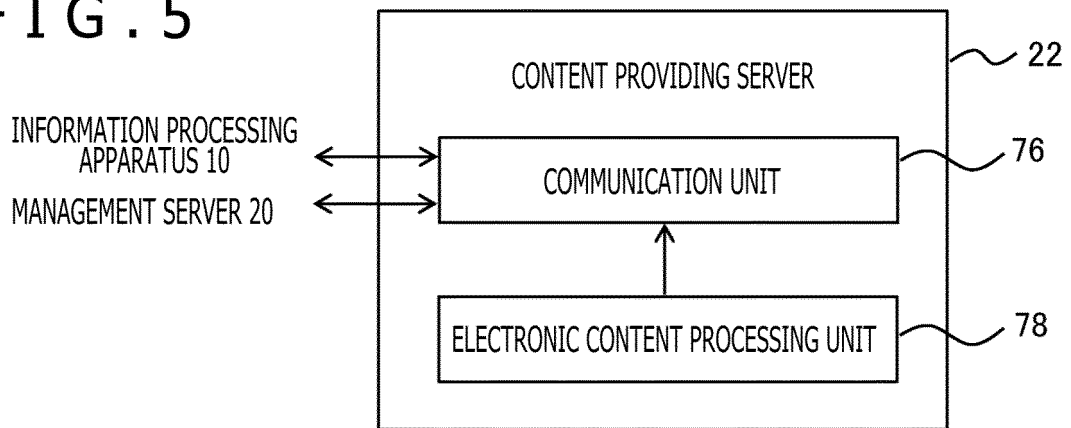 FIG.5
CONTENT PROVIDING SERVER
22
INFORMATION PROCESSING
APPARATUS 10
76
COMMUNICATION UNIT
MANAGEMENT SERVER 20
ELECTRONIC CONTENT PROCESSING UNIT
78